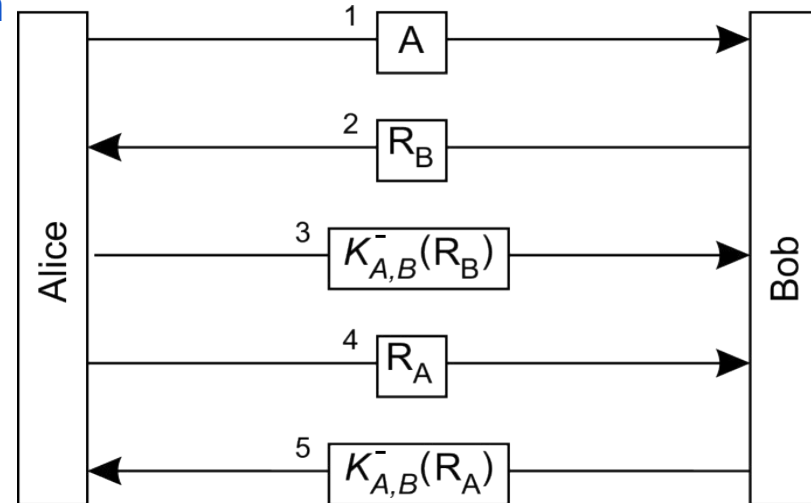 1
A
2
R_B
Alice
3
K⁻_{A,B}(R_B)
Bob
4
R_A
5
K⁻_{A,B}(R_A)